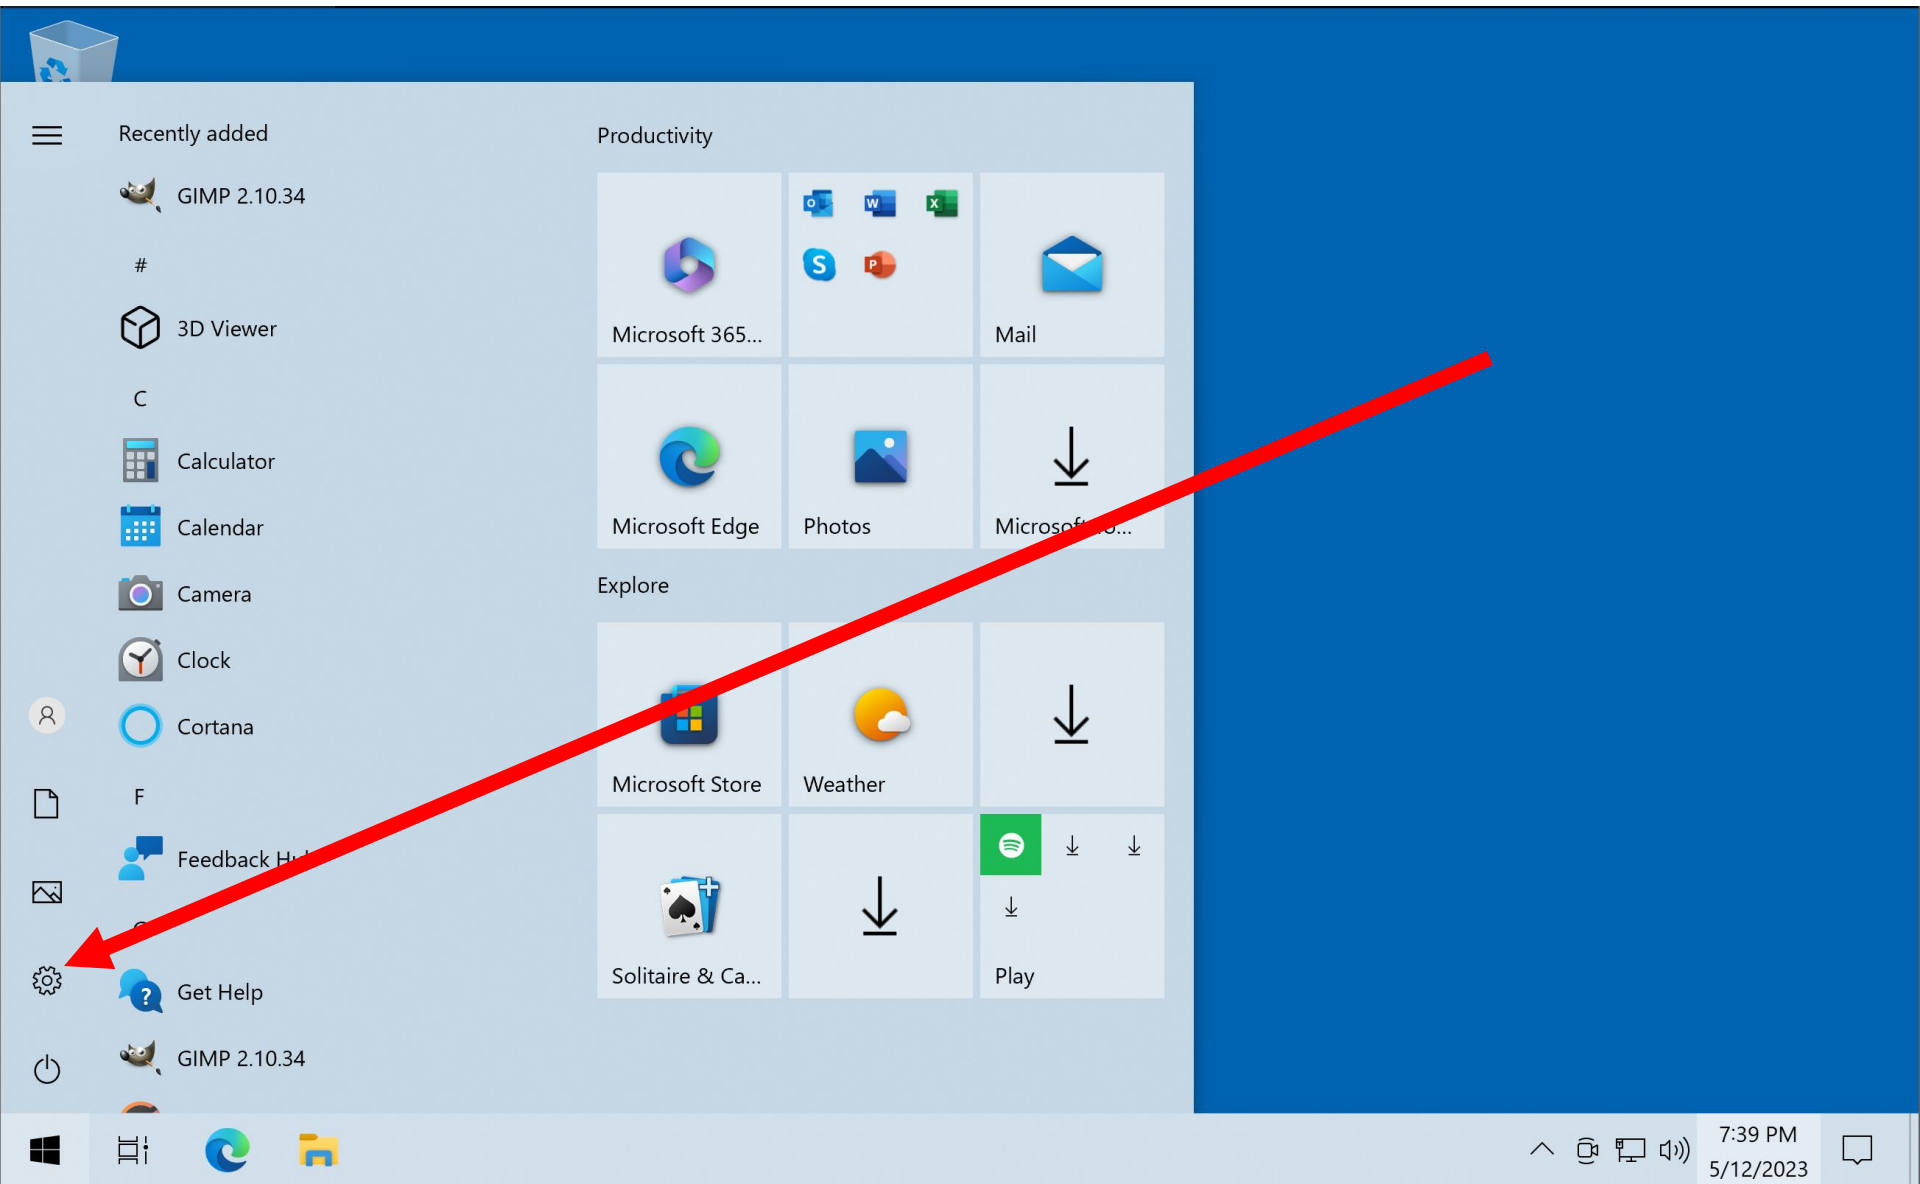 Recently added
GIMP 2.10.34
#
3D Viewer
C
Calculator
Calendar
Camera
Clock
Cortana
F
Feedback
Get Help
GIMP 2.10.34
Productivity
Microsoft 365...
Mail
Microsoft Edge
Photos
Microsoft
Explore
Microsoft Store
Weather
Solitaire & Ca...
Play
7:39 PM
5/12/2023